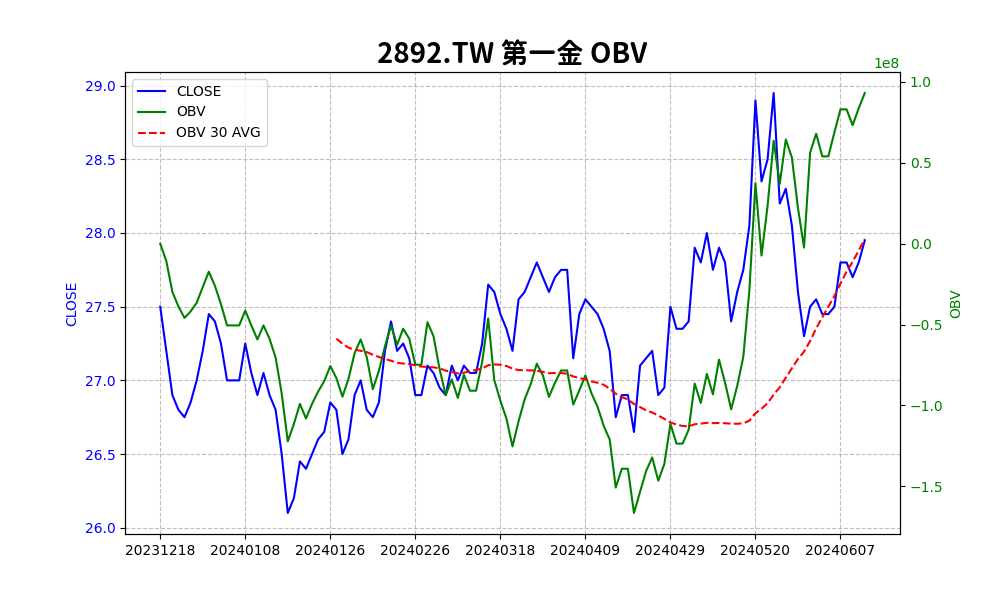 2892.TW 第一金 OBV
1e8
CLOSE
OBV
OBV 30 AVG
29.0
28.5
28.0
27.5
27.0
26.5
26.0
CLOSE
1.0
0.5
0.0
−0.5
−1.0
−1.5
OBV
20231218 20240108 20240126 20240226 20240318 20240409 20240429 20240520 20240607